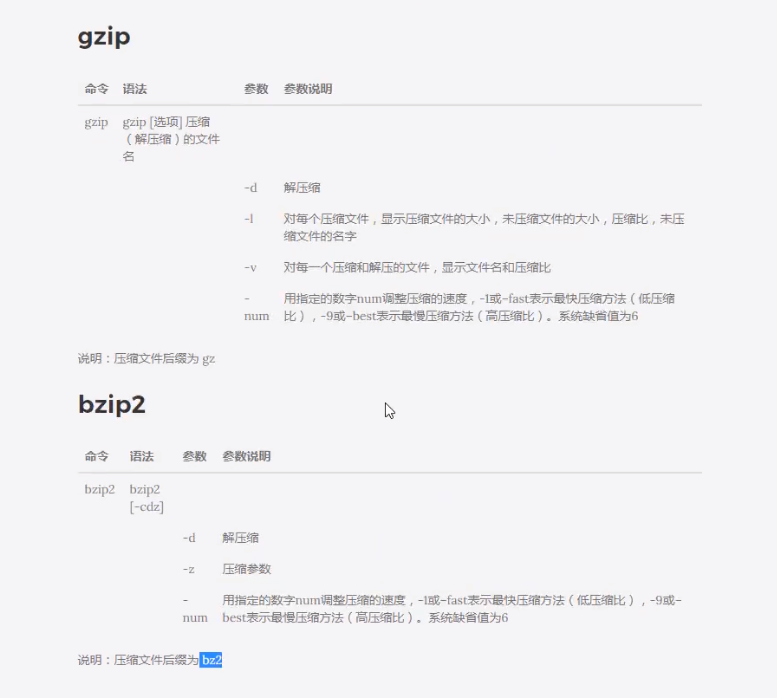 gzip
命令 语法 参数 参数说明
gzip gzip [选项] 压缩
（解压缩）的文件
名
-d 解压缩
-l 对每个压缩文件，显示压缩文件的大小，未压缩文件的大小，压缩比，未压
缩文件的名字
-v 对每一个压缩和解压的文件，显示文件名和压缩比
- 用指定的数字num调整压缩的速度，-1或–fast表示最快压缩方法（低压缩
num 比），-9或–best表示最慢压缩方法（高压缩比）。系统缺省值为6
说明：压缩文件后缀为 gz
bzip2
命令 语法 参数 参数说明
bzip2 bzip2
[-cdz]
-d 解压缩
-z 压缩参数
- 用指定的数字num调整压缩的速度，-1或–fast表示最快压缩方法（低压缩比），-9或–
num best表示最慢压缩方法（高压缩比）。系统缺省值为6
说明：压缩文件后缀为 bz2